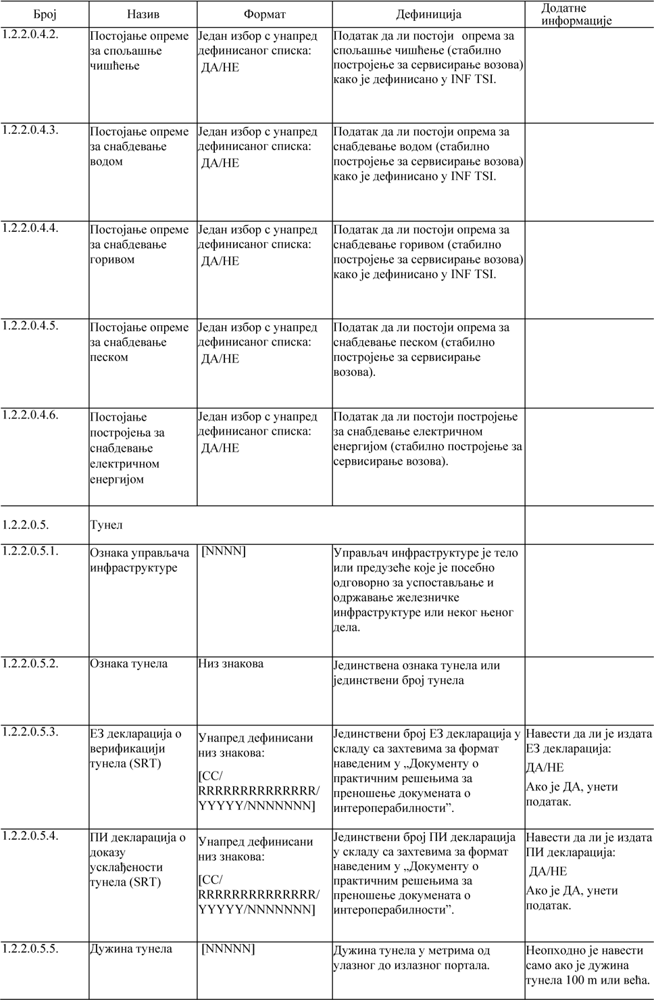 Број
Назив
Формат
Дефиниција
Додатне
информације
1.2.2.0.4.2.
Постојање опреме
за спољашње
чишћење
Један избор с унапред
дефинисаног списка:
ДА/НЕ
Податак да ли постоји опрема за
спољашње чишћење (стабилно
постројење за сервисирање возова)
како је дефинисано у INF TSI.
1.2.2.0.4.3.
Постојање опреме
за снабдевање
водом
Један избор с унапред
дефинисаног списка:
ДА/НЕ
Податак да ли постоји опрема за
снабдевање водом (стабилно
постројење за сервисирање возова)
како је дефинисано у INF TSI.
1.2.2.0.4.4.
Постојање опреме
за снабдевање
горивом
Један избор с унапред
дефинисаног списка:
ДА/НЕ
Податак да ли постоји опрема за
снабдевање горивом (стабилно
постројење за сервисирање возова)
како је дефинисано у INF TSI.
1.2.2.0.4.5.
Постојање опреме
за снабдевање
песком
Један избор с унапред
дефинисаног списка:
ДА/НЕ
Податак да ли постоји опрема за
снабдевање песком (стабилно
постројење за сервисирање
возова).
1.2.2.0.4.6.
Постојање
постројења за
снабдевање
електричном
енергијом
Један избор с унапред
дефинисаног списка:
ДА/НЕ
Податак да ли постоји постројење
за снабдевање електричном
енергијом (стабилно постројење за
сервисирање возова).
1.2.2.0.5.
Тунел
1.2.2.0.5.1.
Ознака управљача
инфраструктуре
[NNNN]
Управљач инфраструктуре је тело
или предузеће које је посебно
одговорно за успостављање и
одржавање железничке
инфраструктуре или неког њеног
дела.
1.2.2.0.5.2.
Ознака тунела
Низ знакова
Јединствена ознака тунела или
јединствени број тунела
1.2.2.0.5.3.
ЕЗ декларација о
верификацији
тунела (SRT)
Унапред дефинисани
низ знакова:
[CC/
RRRRRRRRRRRRRR/
YYYYY/NNNNNNN]
Јединствени број ЕЗ декларација у
складу са захтевима за формат
наведеним у „Документу о
практичним решењима за
преношење докумената о
интероперабилности”.
Навести да ли је издата
ЕЗ декларација:
ДА/НЕ
Ако је ДА, унети
податак.
1.2.2.0.5.4.
ПИ декларација о
доказу
усклађености
тунела (SRT)
Унапред дефинисани
низ знакова:
[CC/
RRRRRRRRRRRRRR/
YYYYY/NNNNNNN]
Јединствени број ПИ декларација
у складу са захтевима за формат
наведеним у „Документу о
практичним решењима за
преношење докумената о
интероперабилности”.
Навести да ли је издата
ПИ декларација:
ДА/НЕ
Ако је ДА, унети
податак.
1.2.2.0.5.5.
Дужина тунела
[NNNNN]
Дужина тунела у метрима од
улазног до излазног портала.
Неопходно је навести
само ако је дужина
тунела 100 m или већа.